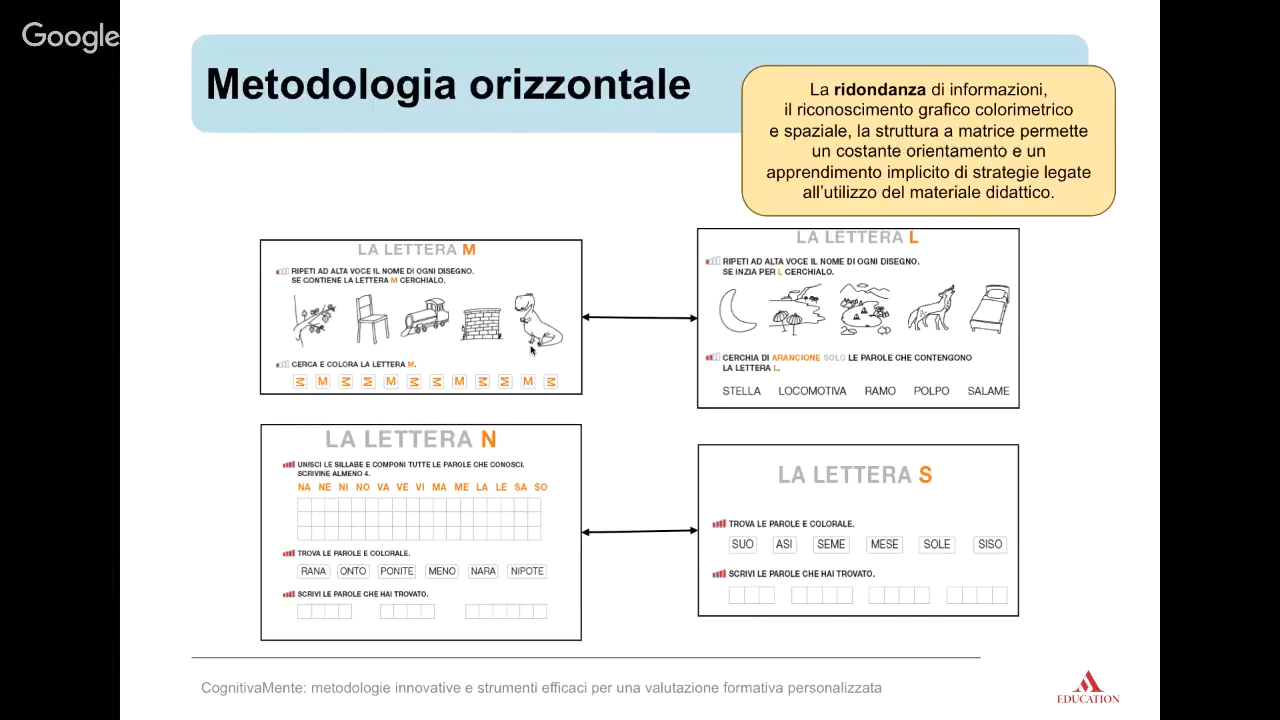 Google
Metodologia orizzontale
La ridondanza di informazioni,
il riconoscimento grafico colorimetrico
e spaziale, la struttura a matrice permette
un costante orientamento e un
apprendimento implicito di strategie legate
all'utilizzo del materiale didattico.
LA LETTERA M
RIPETI AD ALTA VOCE IL NOME DI OGNI DISEGNO.
SE CONTIENE LA LETTERA M CERCHIALO.
CERCA E COLORA LA LETTERA M.
M M M M M M M M M M M M
LA LETTERA L
RIPETI AD ALTA VOCE IL NOME DI OGNI DISEGNO.
SE INZIA PER L CERCHIALO.
CERCHIA DI ARANCIONE SOLO LE PAROLE CHE CONTENGONO
LA LETTERA L.
STELLA LOCOMOTIVA RAMO POLPO SALAME
LA LETTERA N
UNISCI LE SILLABE E COMPONI TUTTE LE PAROLE CHE CONOSCI.
SCRIVINE ALMENO 4.
NA NE NI NO VA VE VI MA ME LA LE SA SO
TROVA LE PAROLE E COLORALE.
RANA ONTO PONITE MENO NARA NIPOTE
SCRIVI LE PAROLE CHE HAI TROVATO.
LA LETTERA S
TROVA LE PAROLE E COLORALE.
SUO ASI SEME MESE SOLE SISO
SCRIVI LE PAROLE CHE HAI TROVATO.
CognitivaMente: metodologie innovative e strumenti efficaci per una valutazione formativa personalizzata
EDUCATION